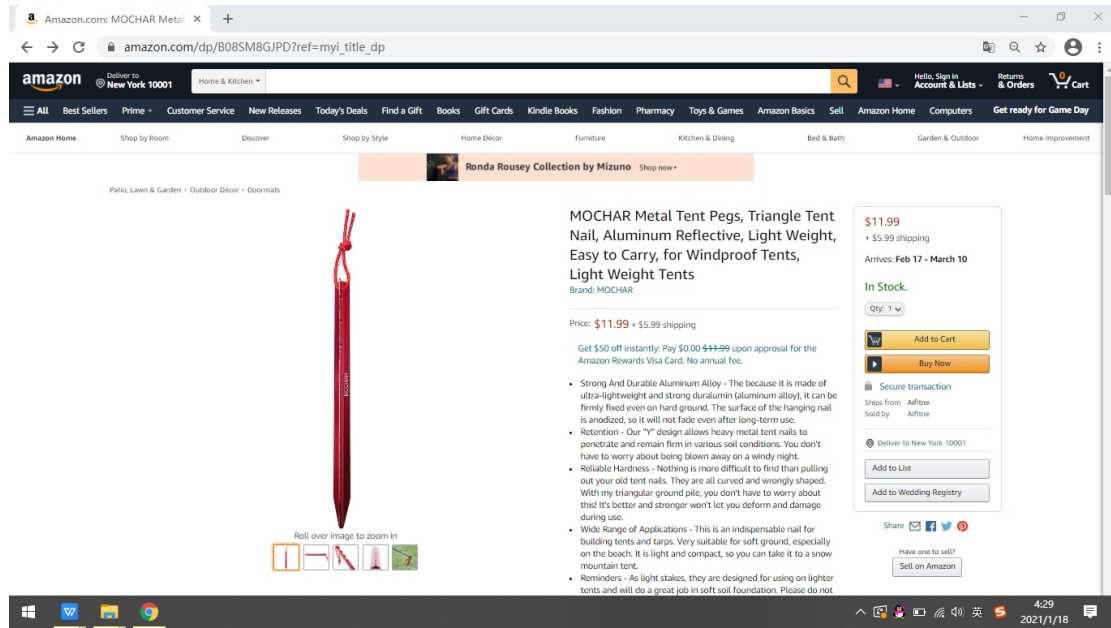 Amazon.com: MOCHAR Metal
amazon.com/dp/B08SM8GJPD?ref=myi_title_dp
amazon
Deliver to
New York 10001
Home & Kitchen
Hello, Sign in
Account & Lists
Returns
& Orders
0
Cart
All Best Sellers Prime Customer Service New Releases Today's Deals Find a Gift Books Gift Cards Kindle Books Fashion Pharmacy Toys & Games Amazon Basics Sell Amazon Home Computers Get ready for Game Day
Amazon Home Shop by Room Discover Shop by Style Home Décor Furniture Kitchen & Dining Bed & Bath Garden & Outdoor Home Improvement
Ronda Rousey Collection by Mizuno Shop now
Patio, Lawn & Garden › Outdoor Décor › Doormats
MOCHAR
Roll over image to zoom in
MOCHAR Metal Tent Pegs, Triangle Tent
Nail, Aluminum Reflective, Light Weight,
Easy to Carry, for Windproof Tents,
Light Weight Tents
Brand: MOCHAR
Price: $11.99 + $5.99 shipping
Get $50 off instantly: Pay $0.00 $11.99 upon approval for the
Amazon Rewards Visa Card. No annual fee.
• Strong And Durable Aluminum Alloy - The because it is made of
ultra-lightweight and strong duralumin (aluminum alloy), it can be
firmly fixed even on hard ground. The surface of the hanging nail
is anodized, so it will not fade even after long-term use.
• Retention - Our "Y" design allows heavy metal tent nails to
penetrate and remain firm in various soil conditions. You don't
have to worry about being blown away on a windy night.
• Reliable Hardness - Nothing is more difficult to find than pulling
out your old tent nails. They are all curved and wrongly shaped.
With my triangular ground pile, you don't have to worry about
this! It's better and stronger won't let you deform and damage
during use.
• Wide Range of Applications - This is an indispensable nail for
building tents and tarps. Very suitable for soft ground, especially
on the beach. It is light and compact, so you can take it to a snow
mountain tent.
• Reminders - As light stakes, they are designed for using on lighter
tents and will do a great job in soft soil foundation. Please do not
$11.99
+ $5.99 shipping
Arrives: Feb 17 - March 10
In Stock.
Qty: 1
Add to Cart
Buy Now
Secure transaction
Ships from Aifitne
Sold by Aifitne
Deliver to New York 10001
Add to List
Add to Wedding Registry
Share
Have one to sell?
Sell on Amazon
英
4:29
2021/1/18